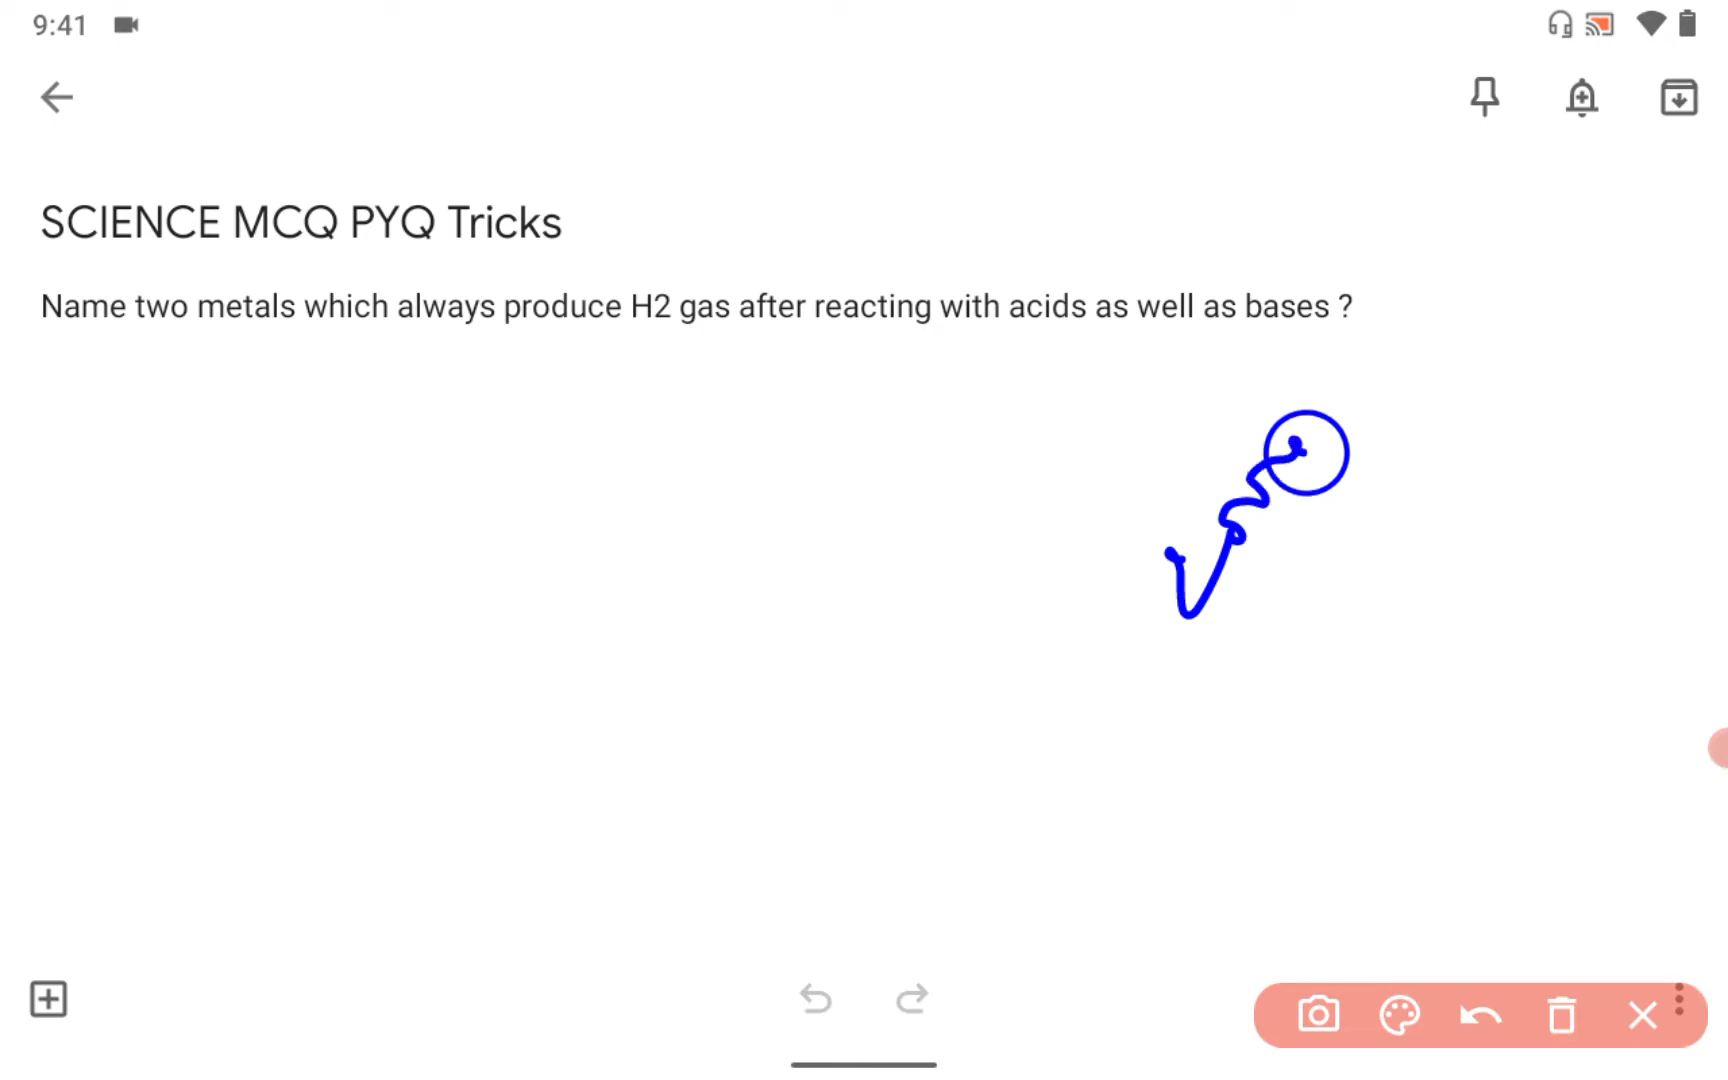 9:41
SCIENCE MCQ PYQ Tricks
Name two metals which always produce H2 gas after reacting with acids as well as bases ?